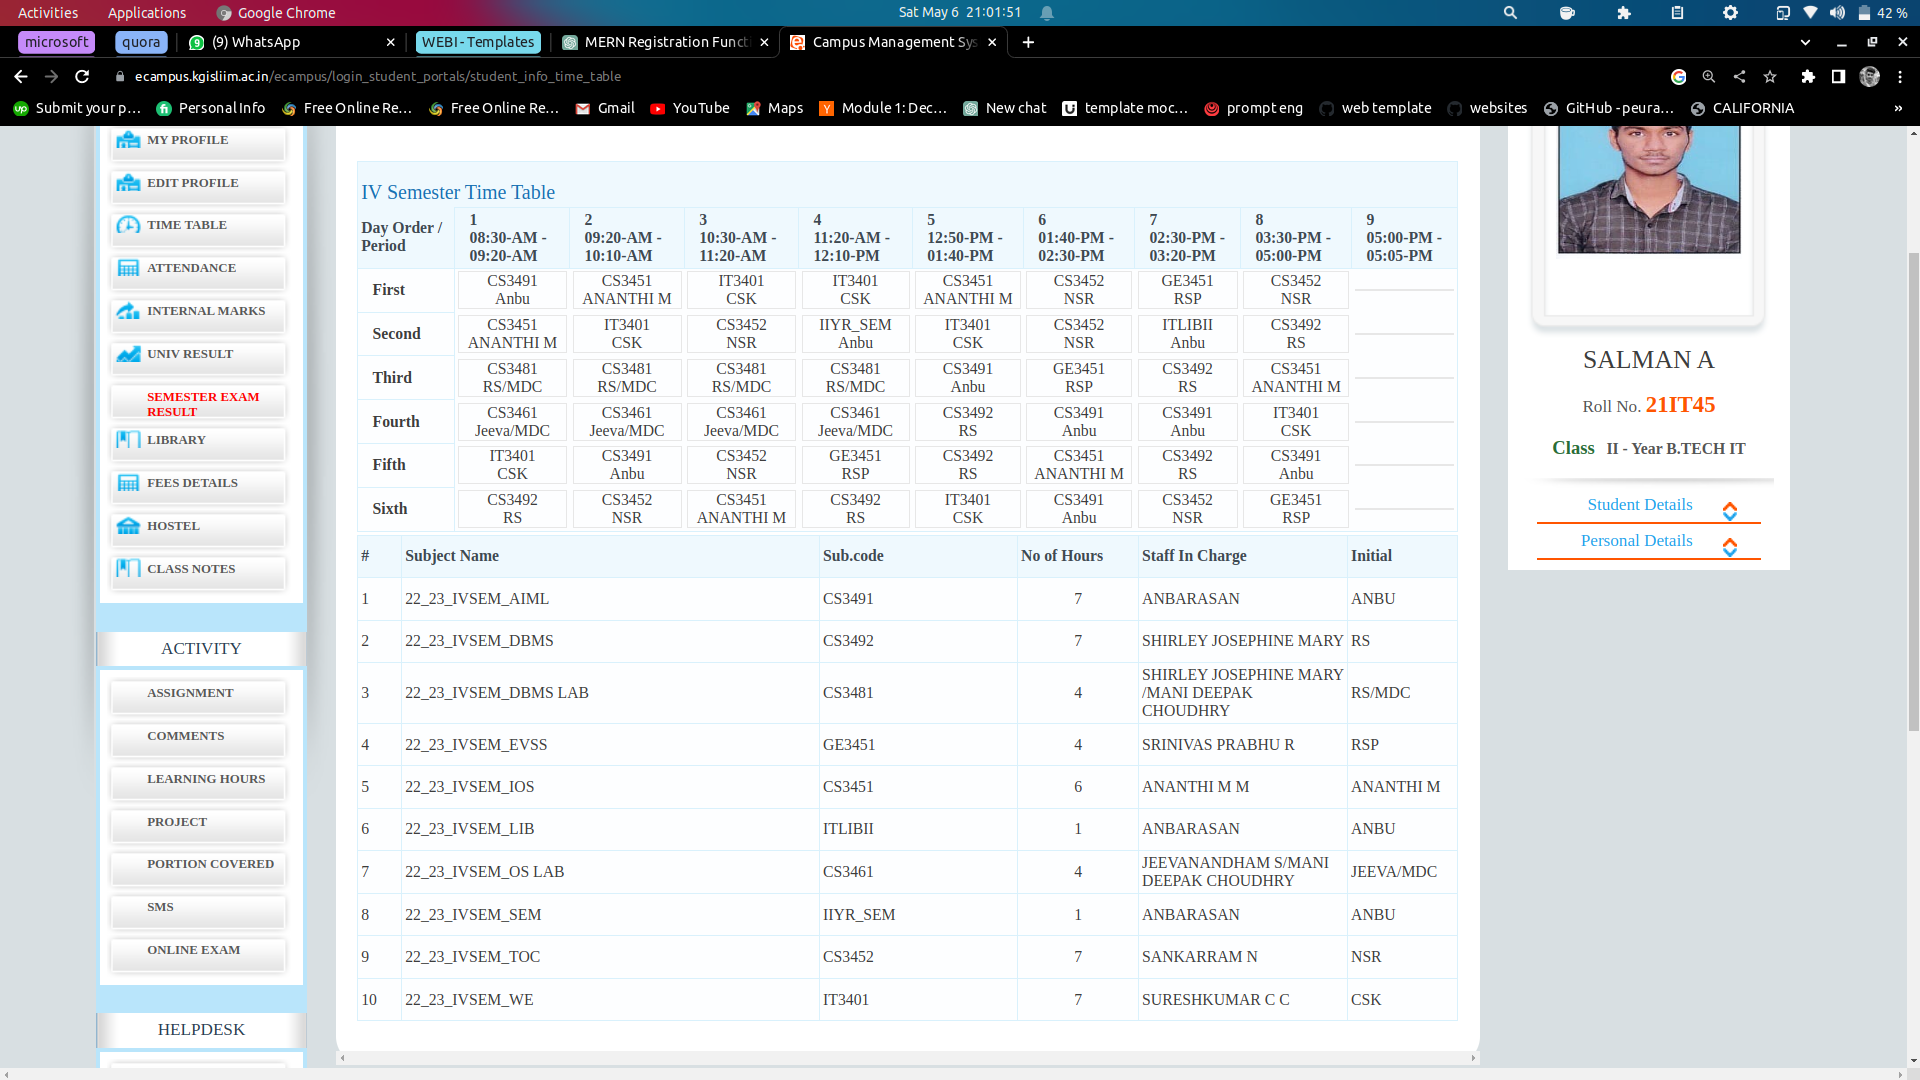 Activities Applications Google Chrome Sat May 6 21:01:51 42 %
microsoft quora (9) WhatsApp WEBI - Templates MERN Registration Funct Campus Management Sys
ecampus.kgisliim.ac.in/ecampus/login_student_portals/student_info_time_table
Submit your p… Personal Info Free Online Re… Free Online Re… Gmail YouTube Maps Module 1: Dec… New chat template moc… prompt eng web template websites GitHub - peura… CALIFORNIA »
MY PROFILE
EDIT PROFILE
TIME TABLE
ATTENDANCE
INTERNAL MARKS
UNIV RESULT
SEMESTER EXAM
RESULT
LIBRARY
FEES DETAILS
HOSTEL
CLASS NOTES
ACTIVITY
ASSIGNMENT
COMMENTS
LEARNING HOURS
PROJECT
PORTION COVERED
SMS
ONLINE EXAM
HELPDESK
IV Semester Time Table
Day Order / Period 1 08:30-AM - 09:20-AM 2 09:20-AM - 10:10-AM 3 10:30-AM - 11:20-AM 4 11:20-AM - 12:10-PM 5 12:50-PM - 01:40-PM 6 01:40-PM - 02:30-PM 7 02:30-PM - 03:20-PM 8 03:30-PM - 05:00-PM 9 05:00-PM - 05:05-PM
First CS3491 Anbu CS3451 ANANTHI M IT3401 CSK IT3401 CSK CS3451 ANANTHI M CS3452 NSR GE3451 RSP CS3452 NSR
Second CS3451 ANANTHI M IT3401 CSK CS3452 NSR IIYR_SEM Anbu IT3401 CSK CS3452 NSR ITLIBII Anbu CS3492 RS
Third CS3481 RS/MDC CS3481 RS/MDC CS3481 RS/MDC CS3481 RS/MDC CS3491 Anbu GE3451 RSP CS3492 RS CS3451 ANANTHI M
Fourth CS3461 Jeeva/MDC CS3461 Jeeva/MDC CS3461 Jeeva/MDC CS3461 Jeeva/MDC CS3492 RS CS3491 Anbu CS3491 Anbu IT3401 CSK
Fifth IT3401 CSK CS3491 Anbu CS3452 NSR GE3451 RSP CS3492 RS CS3451 ANANTHI M CS3492 RS CS3491 Anbu
Sixth CS3492 RS CS3452 NSR CS3451 ANANTHI M CS3492 RS IT3401 CSK CS3491 Anbu CS3452 NSR GE3451 RSP
# Subject Name Sub.code No of Hours Staff In Charge Initial
1 22_23_IVSEM_AIML CS3491 7 ANBARASAN ANBU
2 22_23_IVSEM_DBMS CS3492 7 SHIRLEY JOSEPHINE MARY RS
3 22_23_IVSEM_DBMS LAB CS3481 4 SHIRLEY JOSEPHINE MARY /MANI DEEPAK CHOUDHRY RS/MDC
4 22_23_IVSEM_EVSS GE3451 4 SRINIVAS PRABHU R RSP
5 22_23_IVSEM_IOS CS3451 6 ANANTHI M M ANANTHI M
6 22_23_IVSEM_LIB ITLIBII 1 ANBARASAN ANBU
7 22_23_IVSEM_OS LAB CS3461 4 JEEVANANDHAM S/MANI DEEPAK CHOUDHRY JEEVA/MDC
8 22_23_IVSEM_SEM IIYR_SEM 1 ANBARASAN ANBU
9 22_23_IVSEM_TOC CS3452 7 SANKARRAM N NSR
10 22_23_IVSEM_WE IT3401 7 SURESHKUMAR C C CSK
SALMAN A
Roll No. 21IT45
Class II - Year B.TECH IT
Student Details
Personal Details